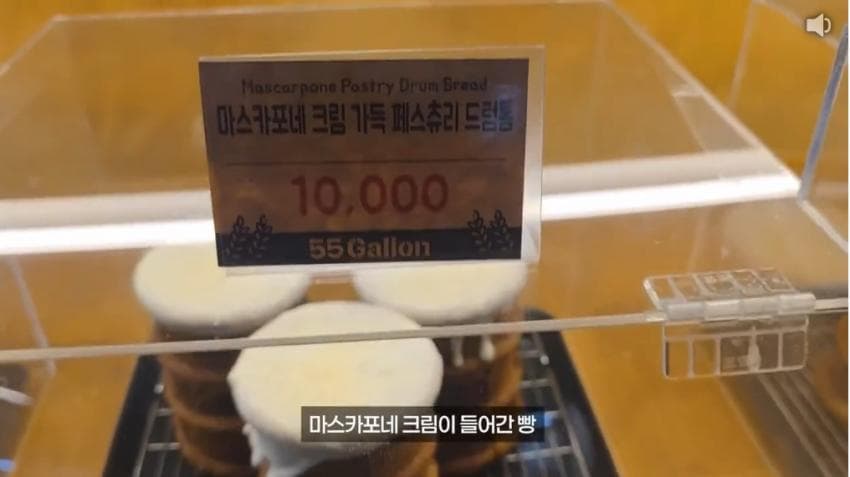 Mascarpone Pastry Drum Bread
마스카포네 크림 가득 페스츄리 드럼통
10,000
55 Gallon
마스카포네 크림이 들어간 빵